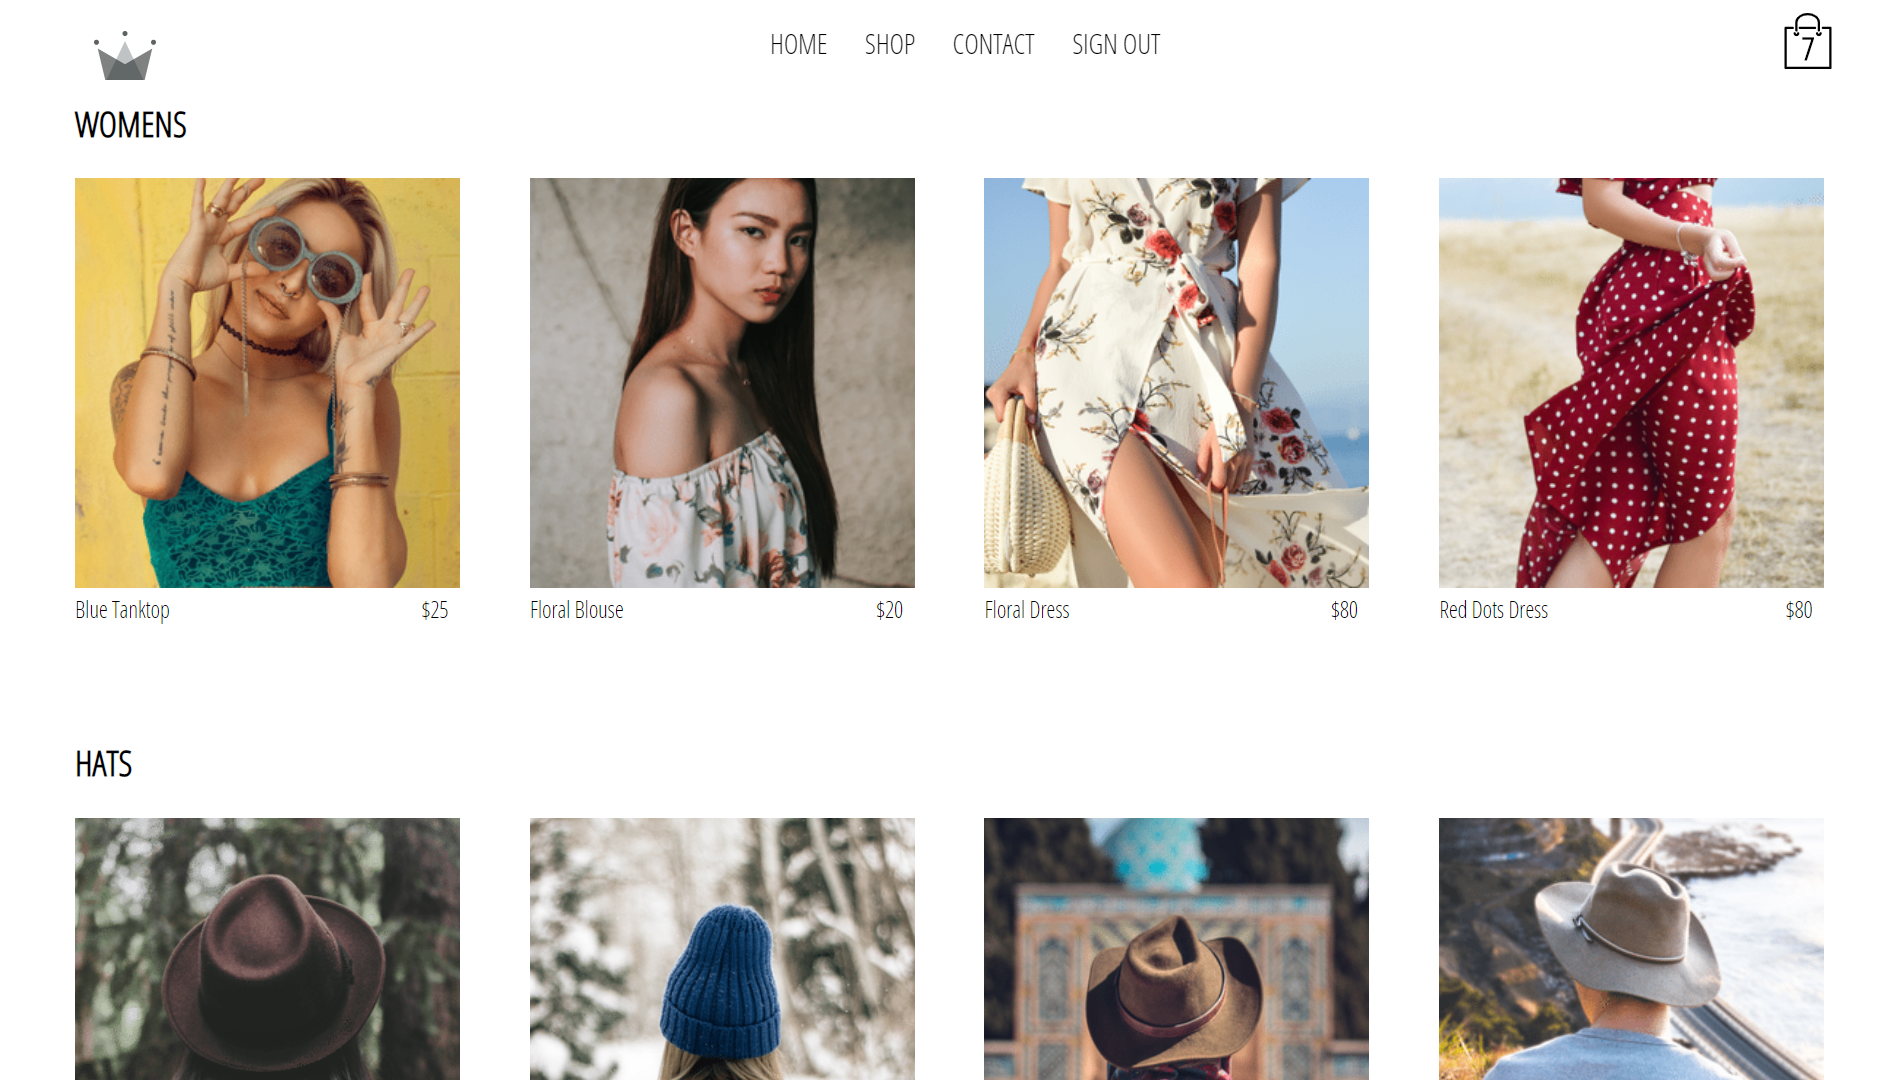 HOME SHOP CONTACT SIGN OUT
7
WOMENS
Blue Tanktop $25
Floral Blouse $20
Floral Dress $80
Red Dots Dress $80
HATS